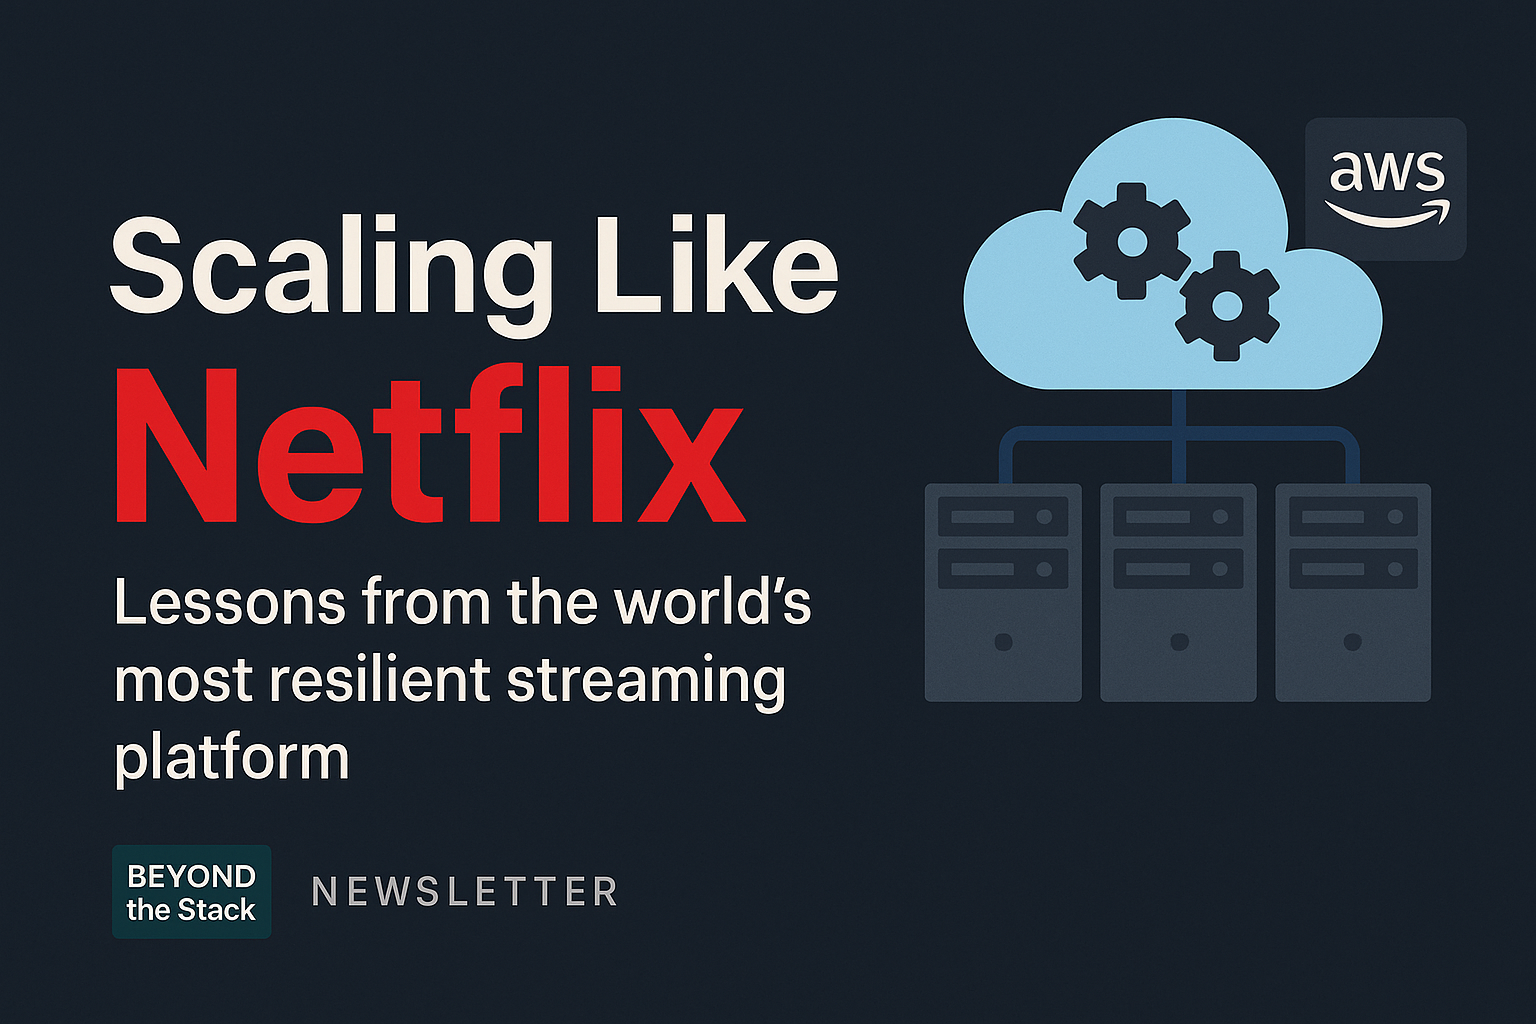 Scaling Like
Netflix
Lessons from the world’s
most resilient streaming
platform
BEYOND
the Stack
NEWSLETTER
aws